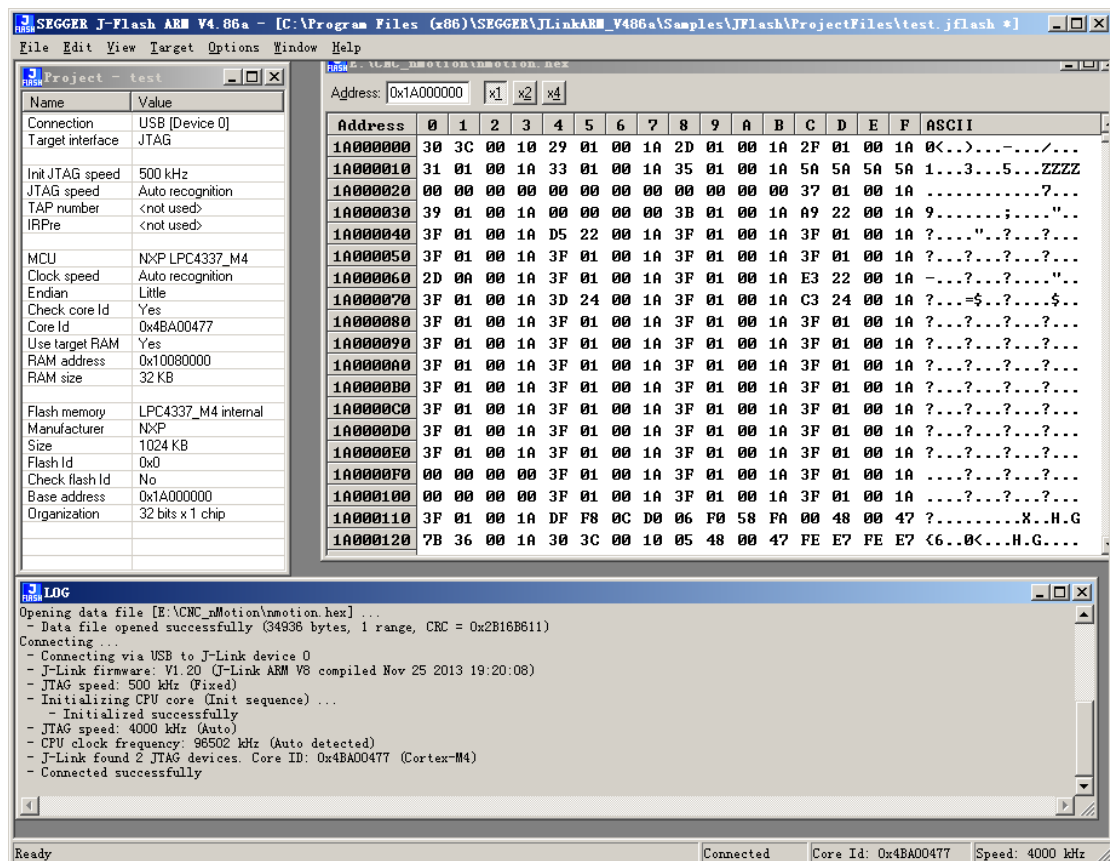 SEGGER J-Flash ARM V4.86a - [C:\Program Files (x86)\SEGGER\JLinkARM_V486a\Samples\JFlash\ProjectFiles\test.jflash *]
File Edit View Target Options Window Help
Project - test
Name Value
Connection USB [Device 0]
Target interface JTAG
Init JTAG speed 500 kHz
JTAG speed Auto recognition
TAP number <not used>
IRPre <not used>
MCU NXP LPC4337_M4
Clock speed Auto recognition
Endian Little
Check core Id Yes
Core Id 0x4BA00477
Use target RAM Yes
RAM address 0x10080000
RAM size 32 KB
Flash memory LPC4337_M4 internal
Manufacturer NXP
Size 1024 KB
Flash Id 0x0
Check flash Id No
Base address 0x1A000000
Organization 32 bits x 1 chip
E:\CNC_nMotion\nmotion.hex
Address: 0x1A000000 x1 x2 x4
Address 0 1 2 3 4 5 6 7 8 9 A B C D E F ASCII
1A000000 30 3C 00 10 29 01 00 1A 2D 01 00 1A 2F 01 00 1A 0<..)...-.../...
1A000010 31 01 00 1A 33 01 00 1A 35 01 00 1A 5A 5A 5A 5A 1...3...5...ZZZZ
1A000020 00 00 00 00 00 00 00 00 00 00 00 00 37 01 00 1A ............7...
1A000030 39 01 00 1A 00 00 00 00 3B 01 00 1A A9 22 00 1A 9.......;...."..
1A000040 3F 01 00 1A D5 22 00 1A 3F 01 00 1A 3F 01 00 1A ?...."..?...?...
1A000050 3F 01 00 1A 3F 01 00 1A 3F 01 00 1A 3F 01 00 1A ?...?...?...?...
1A000060 2D 0A 00 1A 3F 01 00 1A 3F 01 00 1A E3 22 00 1A -...?...?...."..
1A000070 3F 01 00 1A 3D 24 00 1A 3F 01 00 1A C3 24 00 1A ?...=$..?....$..
1A000080 3F 01 00 1A 3F 01 00 1A 3F 01 00 1A 3F 01 00 1A ?...?...?...?...
1A000090 3F 01 00 1A 3F 01 00 1A 3F 01 00 1A 3F 01 00 1A ?...?...?...?...
1A0000A0 3F 01 00 1A 3F 01 00 1A 3F 01 00 1A 3F 01 00 1A ?...?...?...?...
1A0000B0 3F 01 00 1A 3F 01 00 1A 3F 01 00 1A 3F 01 00 1A ?...?...?...?...
1A0000C0 3F 01 00 1A 3F 01 00 1A 3F 01 00 1A 3F 01 00 1A ?...?...?...?...
1A0000D0 3F 01 00 1A 3F 01 00 1A 3F 01 00 1A 3F 01 00 1A ?...?...?...?...
1A0000E0 3F 01 00 1A 3F 01 00 1A 3F 01 00 1A 3F 01 00 1A ?...?...?...?...
1A0000F0 00 00 00 00 3F 01 00 1A 3F 01 00 1A 3F 01 00 1A ....?...?...?...
1A000100 00 00 00 00 3F 01 00 1A 3F 01 00 1A 3F 01 00 1A ....?...?...?...
1A000110 3F 01 00 1A DF F8 0C D0 06 F0 58 FA 00 48 00 47 ?.........X..H.G
1A000120 7B 36 00 1A 30 3C 00 10 05 48 00 47 FE E7 FE E7 {6..0<...H.G....
LOG
Opening data file [E:\CNC_nMotion\nmotion.hex] ...
- Data file opened successfully (34936 bytes, 1 range, CRC = 0x2B16B611)
Connecting ...
- Connecting via USB to J-Link device 0
- J-Link firmware: V1.20 (J-Link ARM V8 compiled Nov 25 2013 19:20:08)
- JTAG speed: 500 kHz (Fixed)
- Initializing CPU core (Init sequence) ...
- Initialized successfully
- JTAG speed: 4000 kHz (Auto)
- CPU clock frequency: 96502 kHz (Auto detected)
- J-Link found 2 JTAG devices. Core ID: 0x4BA00477 (Cortex-M4)
- Connected successfully
Ready Connected Core Id: 0x4BA00477 Speed: 4000 kHz